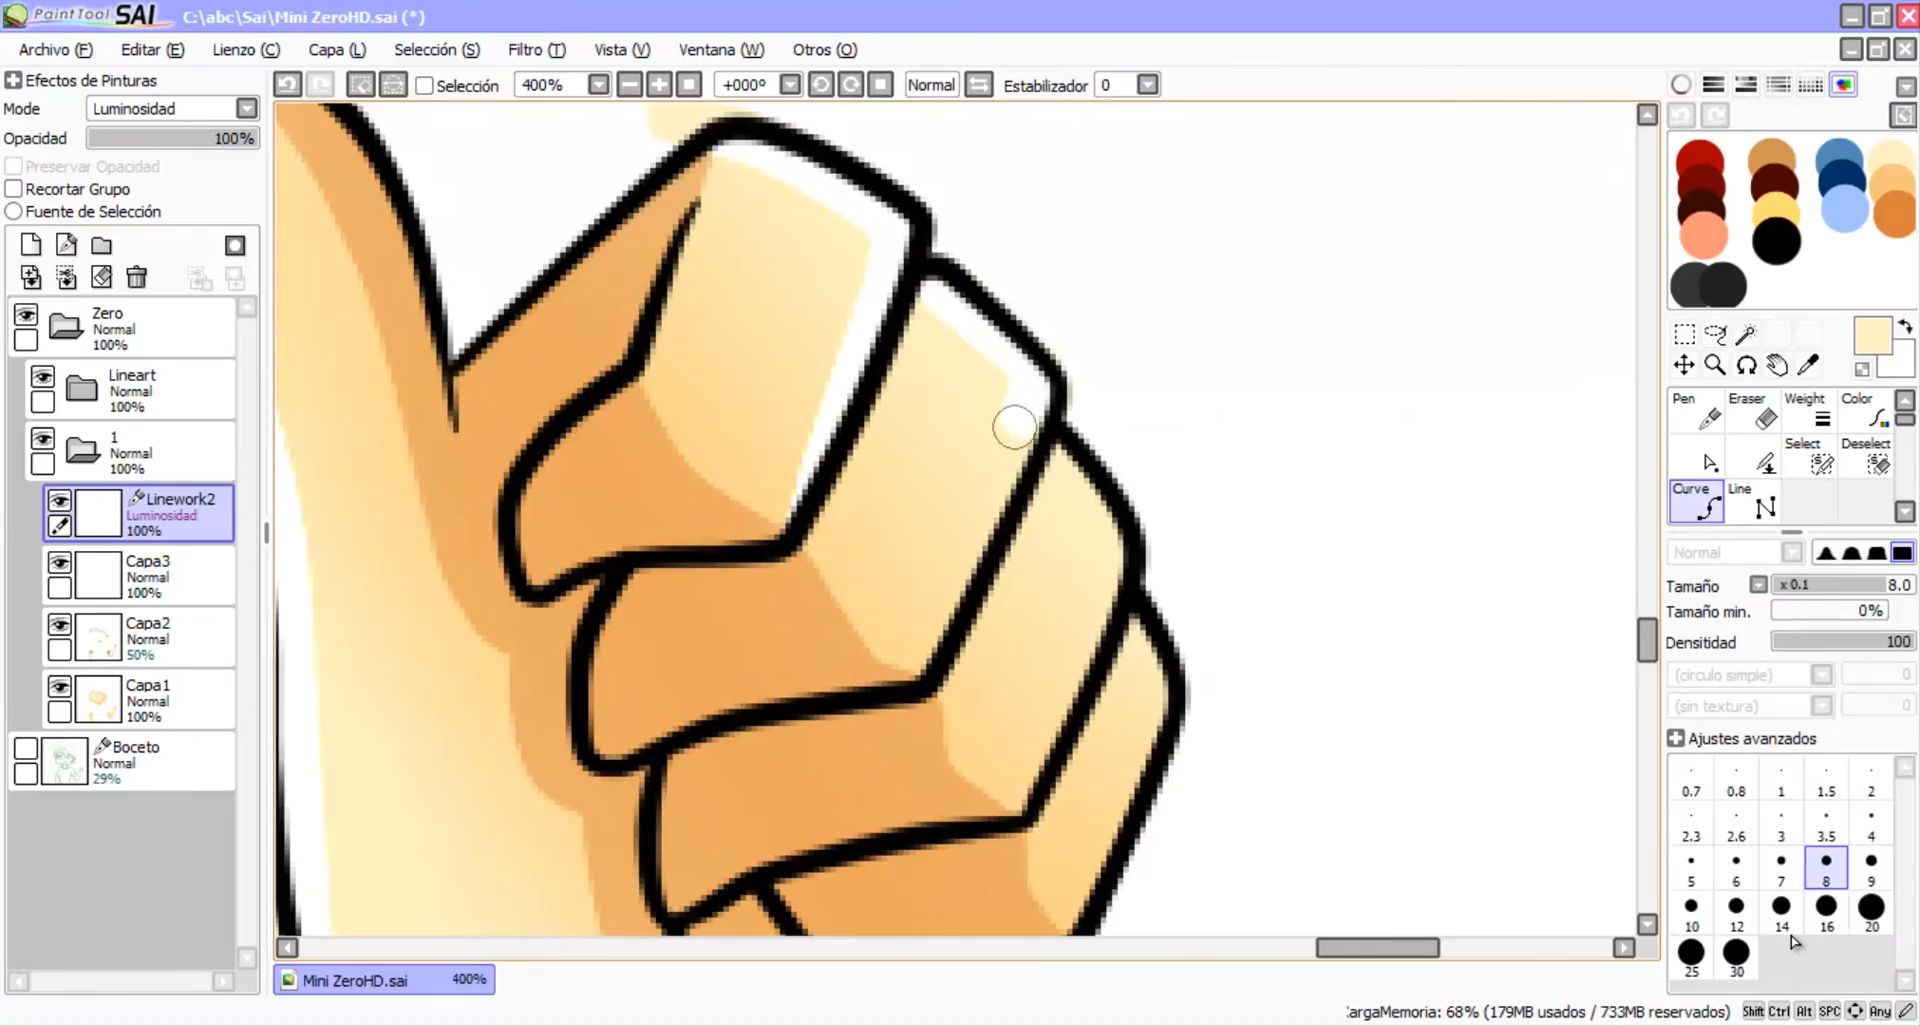 PaintTool SAI C:\abc\Sai\Mini ZeroHD.sai (*)
Archivo (F) Editar (E) Lienzo (C) Capa (L) Selección (S) Filtro (T) Vista (V) Ventana (W) Otros (O)
Efectos de Pinturas
Mode Luminosidad
Opacidad 100%
Preservar Opacidad
Recortar Grupo
Fuente de Selección
Zero
Normal
100%
Lineart
Normal
100%
1
Normal
100%
Linework2
Luminosidad
100%
Capa3
Normal
100%
Capa2
Normal
50%
Capa1
Normal
100%
Boceto
Normal
29%
Selección 400% +000º Normal Estabilizador 0
Pen Eraser Weight Color
Select Deselect
Curve Line
Normal
Tamaño x 0.1 8.0
Tamaño min. 0%
Densitidad 100
(circulo simple) 0
(sin textura) 0
Ajustes avanzados
0.7 0.8 1 1.5 2
2.3 2.6 3 3.5 4
5 6 7 8 9
10 12 14 16 20
25 30
Mini ZeroHD.sai 400%
argaMemoria: 68% (179MB usados / 733MB reservados) Shift Ctrl Alt SPC Any